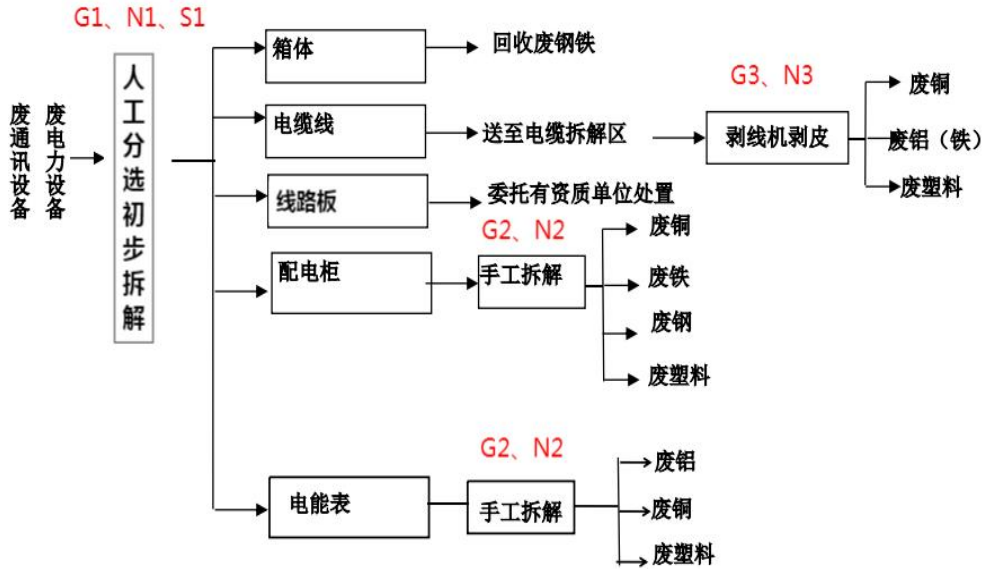 G1、N1、S1
废通讯设备
废电力设备
人工分选初步拆解
箱体
回收废钢铁
电缆线
送至电缆拆解区
G3、N3
剥线机剥皮
废铜
废铝（铁）
废塑料
线路板
委托有资质单位处置
配电柜
G2、N2
手工拆解
废铜
废铁
废钢
废塑料
电能表
G2、N2
手工拆解
废铝
废铜
废塑料